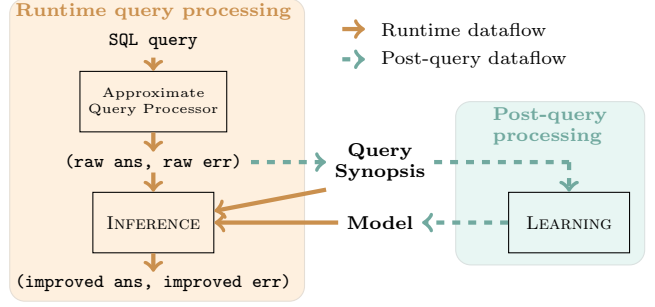 Runtime query processing
SQL query
Approximate
Query Processor
(raw ans, raw err)
INFERENCE
(improved ans, improved err)
Runtime dataflow
Post-query dataflow
Query
Synopsis
Model
Post-query
processing
LEARNING